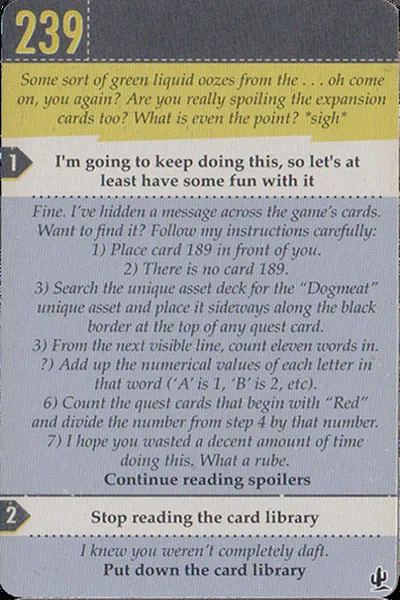 239
Some sort of green liquid oozes from the . . . oh come
on, you again? Are you really spoiling the expansion
cards too? What is even the point? *sigh*
1
I'm going to keep doing this, so let's at
least have some fun with it
Fine. I've hidden a message across the game's cards.
Want to find it? Follow my instructions carefully:
1) Place card 189 in front of you.
2) There is no card 189.
3) Search the unique asset deck for the “Dogmeat”
unique asset and place it sideways along the black
border at the top of any quest card.
3) From the next visible line, count eleven words in.
?) Add up the numerical values of each letter in
that word (‘A’ is 1, ‘B’ is 2, etc).
6) Count the quest cards that begin with “Red”
and divide the number from step 4 by that number.
7) I hope you wasted a decent amount of time
doing this. What a rube.
Continue reading spoilers
2
Stop reading the card library
I knew you weren't completely daft.
Put down the card library